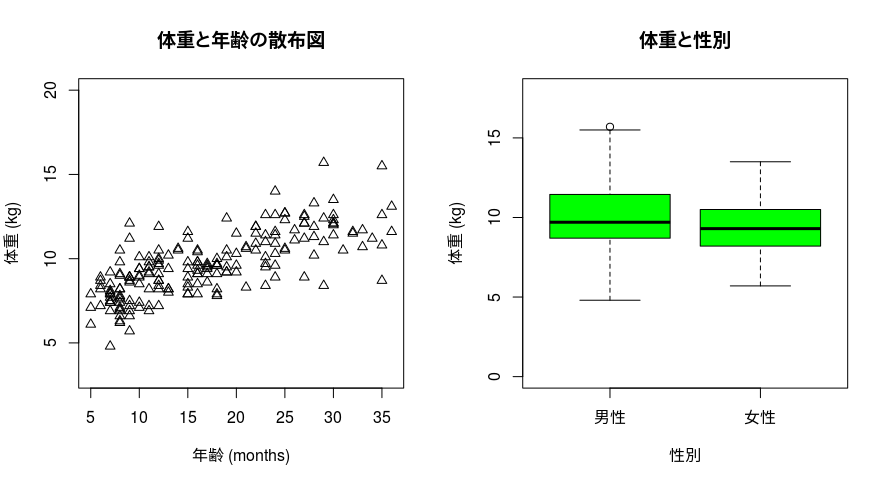 体重と年齢の散布図
体重 (kg)
20
15
10
5
5 10 15 20 25 30 35
年齢 (months)
体重と性別
体重 (kg)
15
10
5
0
男性 女性
性別